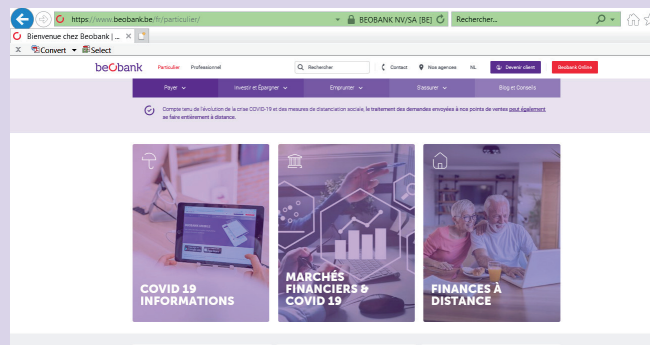 https://www.beobank.be/fr/particulier/
BEOBANK NV/SA [BE]
Rechercher...
Bienvenue chez Beobank | ...
x Convert Select
beobank
Particulier Professionnel
Rechercher
Contact
Nos agences
NL
Devenir client
Beobank Online
Payer
Investir et Épargner
Emprunter
S'assurer
Blog et Conseils
Compte tenu de l'évolution de la crise COVID-19 et des mesures de distanciation sociale, le traitement des demandes envoyées à nos points de ventes peut également
se faire entièrement à distance.
COVID 19
INFORMATIONS
MARCHÉS
FINANCIERS &
COVID 19
FINANCES À
DISTANCE